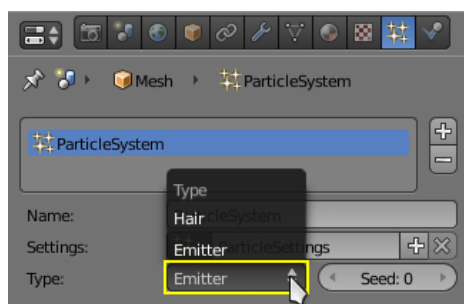 Mesh ParticleSystem
ParticleSystem
Type
Name: Hair
Settings: Emitter
Type: Emitter Seed: 0